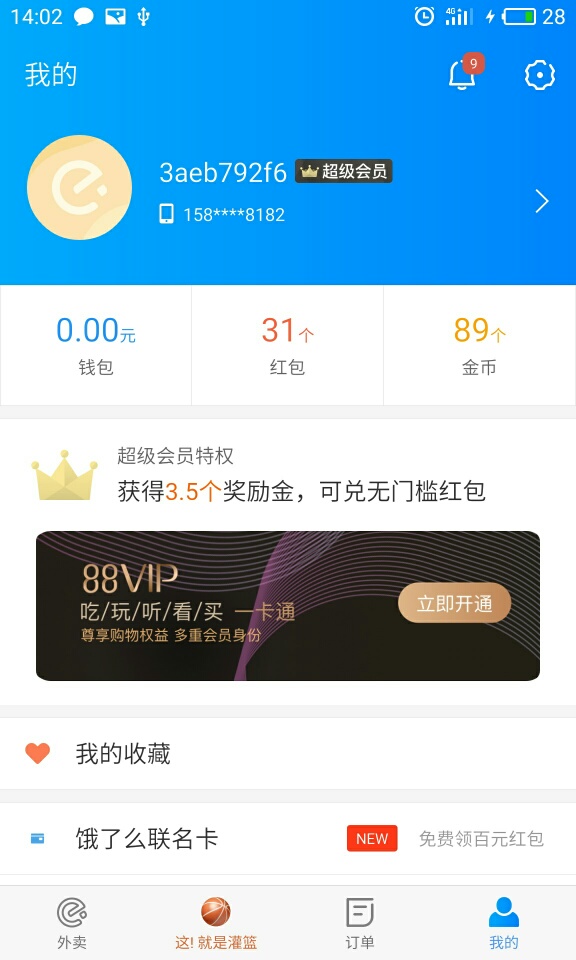 14:02
4G
28
我的
9
3aeb792f6 超级会员
158****8182
0.00元
31个
89个
钱包
红包
金币
超级会员特权
获得3.5个奖励金，可兑无门槛红包
88VIP
吃/玩/听/看/买 一卡通
尊享购物权益 多重会员身份
立即开通
我的收藏
饿了么联名卡
NEW
免费领百元红包
外卖
这! 就是灌篮
订单
我的